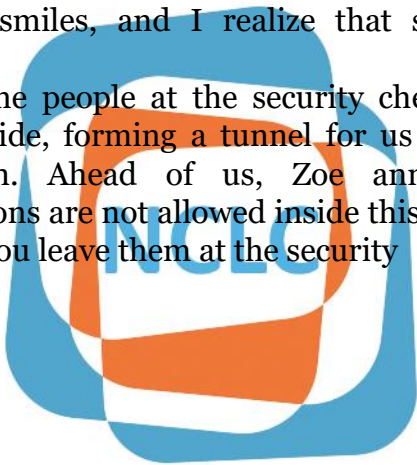 smiles, and I realize that s
ne people at the security che
ide, forming a tunnel for us
Ahead of us, Zoe ann
ons are not allowed inside this
ou leave them at the security
NCLC